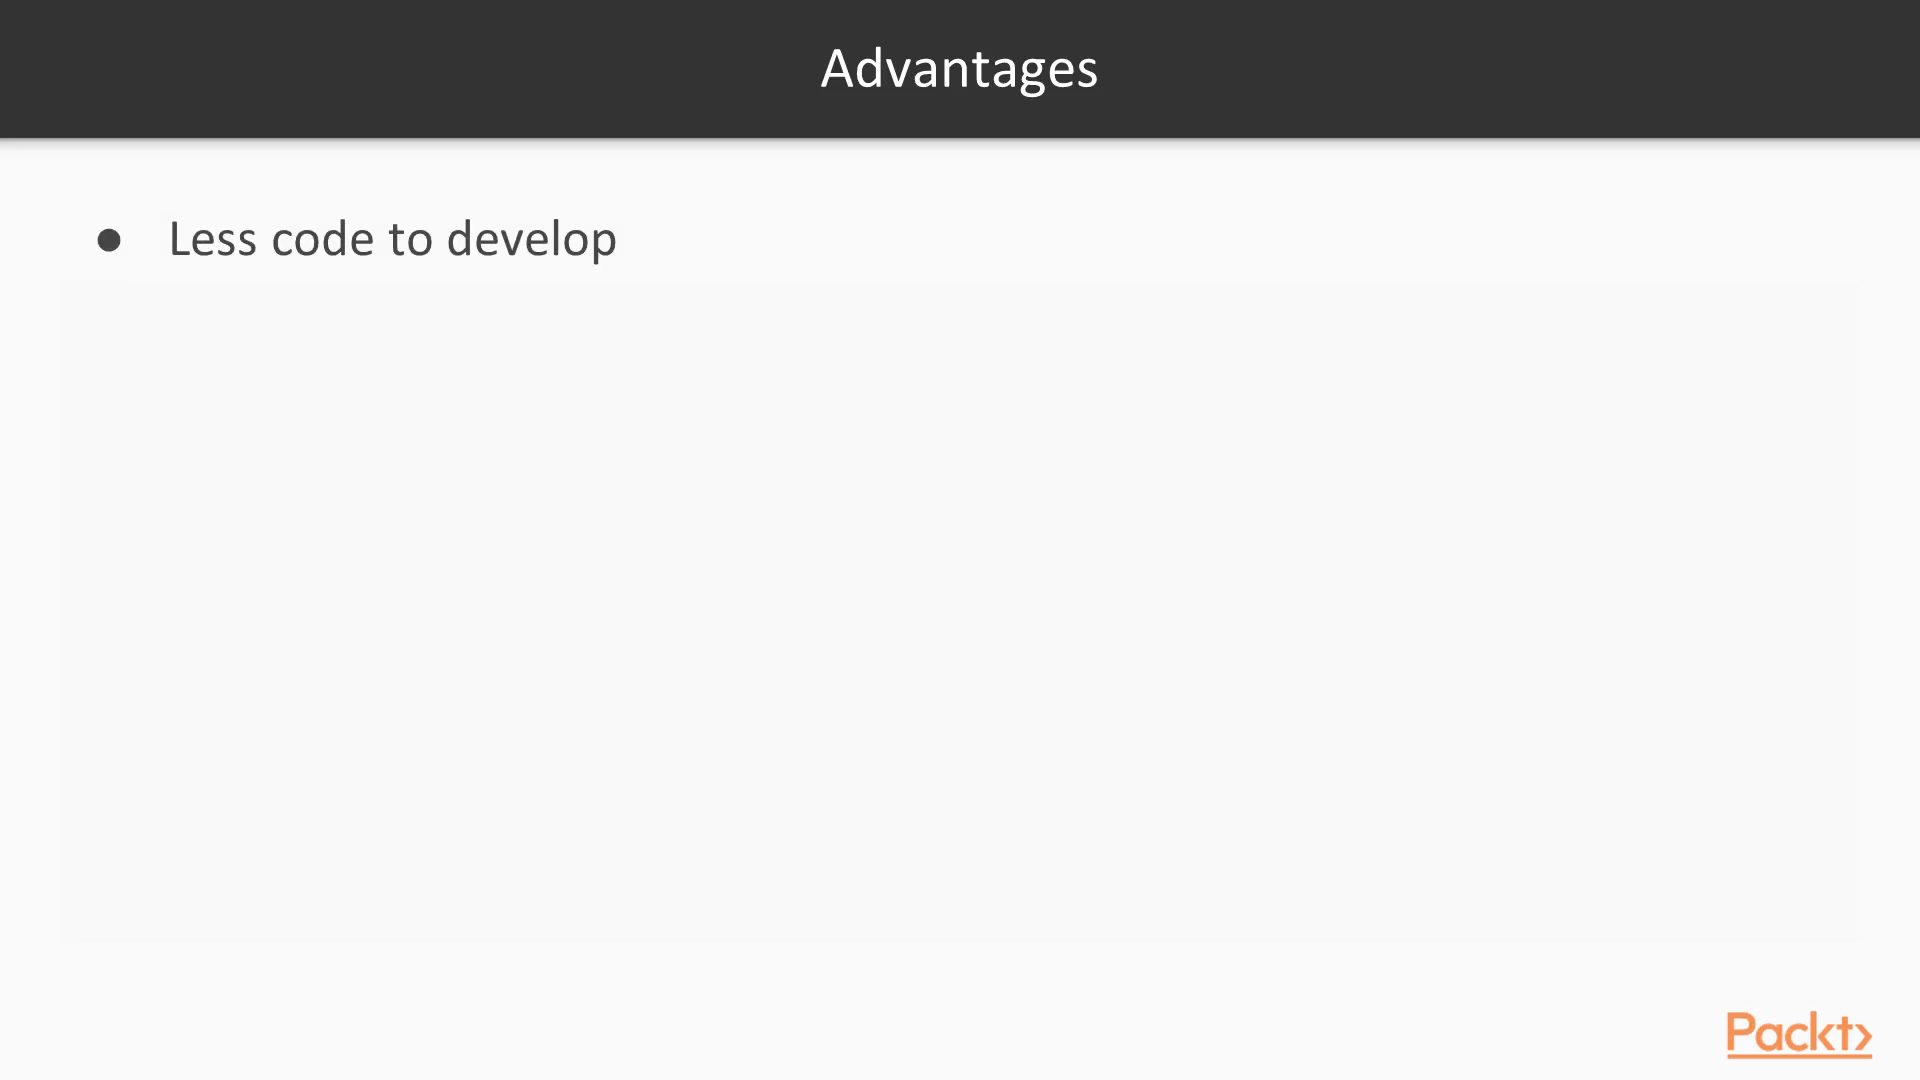 Advantages
● Less code to develop
Packt>